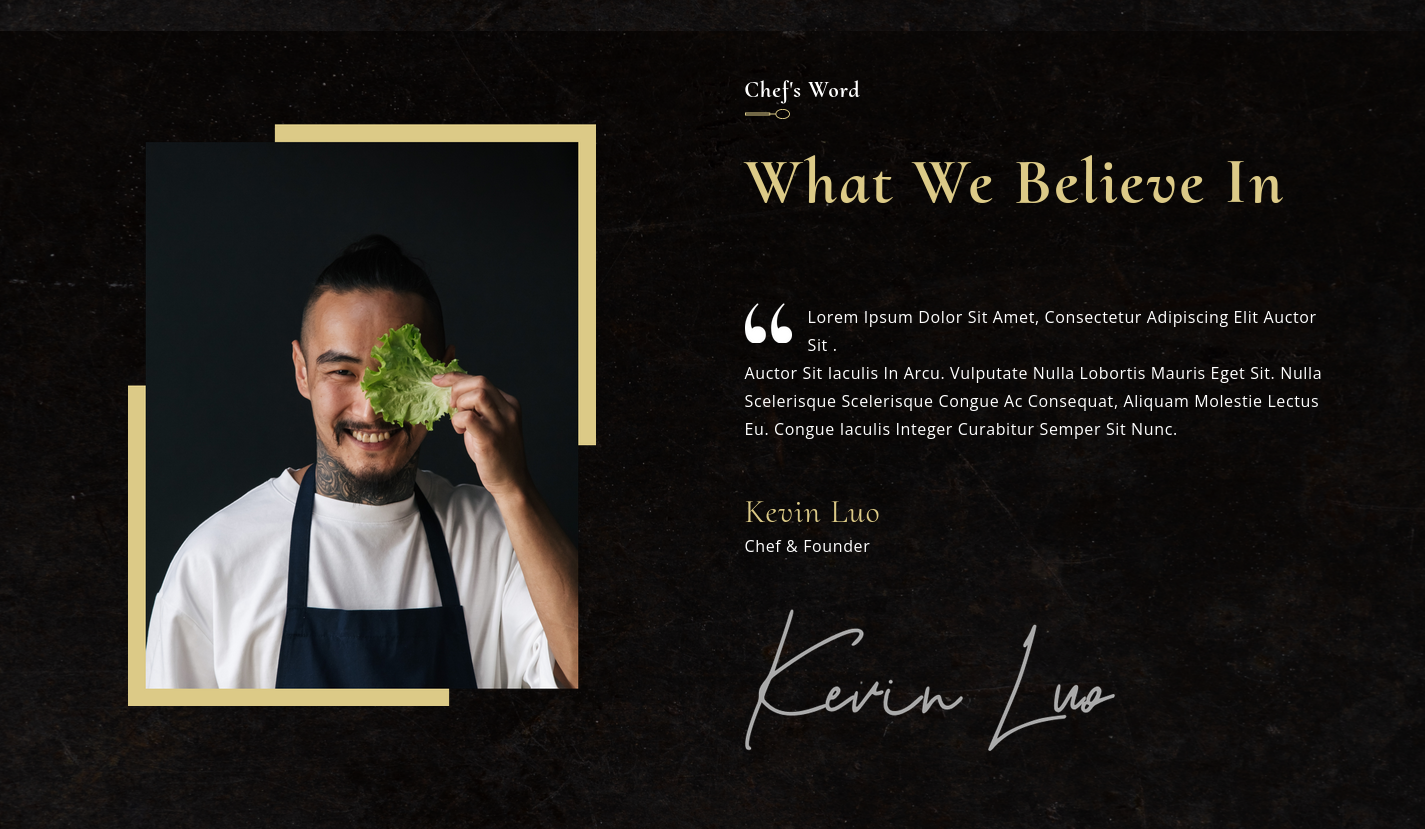 Chef's Word
What We Believe In
“ Lorem Ipsum Dolor Sit Amet, Consectetur Adipiscing Elit Auctor
Sit .
Auctor Sit Iaculis In Arcu. Vulputate Nulla Lobortis Mauris Eget Sit. Nulla
Scelerisque Scelerisque Congue Ac Consequat, Aliquam Molestie Lectus
Eu. Congue Iaculis Integer Curabitur Semper Sit Nunc.
Kevin Luo
Chef & Founder
Kevin Luo